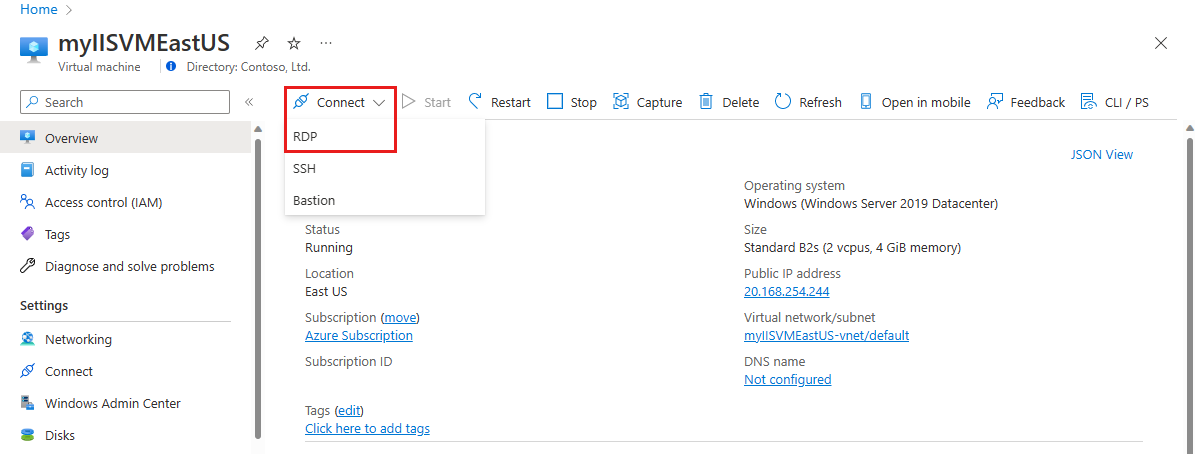 Home
myIISVMEastUS
Virtual machine
Directory: Contoso, Ltd.
Search
Overview
Activity log
Access control (IAM)
Tags
Diagnose and solve problems
Settings
Networking
Connect
Windows Admin Center
Disks
Connect
Start
Restart
Stop
Capture
Delete
Refresh
Open in mobile
Feedback
CLI / PS
RDP
SSH
Bastion
JSON View
Status
Running
Location
East US
Subscription (move)
Azure Subscription
Subscription ID
Operating system
Windows (Windows Server 2019 Datacenter)
Size
Standard B2s (2 vcpus, 4 GiB memory)
Public IP address
20.168.254.244
Virtual network/subnet
myIISVMEastUS-vnet/default
DNS name
Not configured
Tags (edit)
Click here to add tags